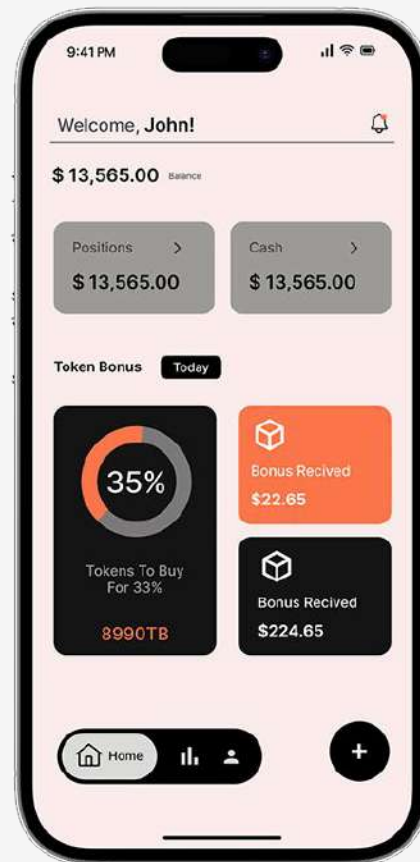 9:41 PM
Welcome, John!
$ 13,565.00 Balance
Positions >
$ 13,565.00
Cash >
$ 13,565.00
Token Bonus Today
35%
Tokens To Buy
For 33%
8990TB
Bonus Recived
$22.65
Bonus Recived
$224.65
Home
+